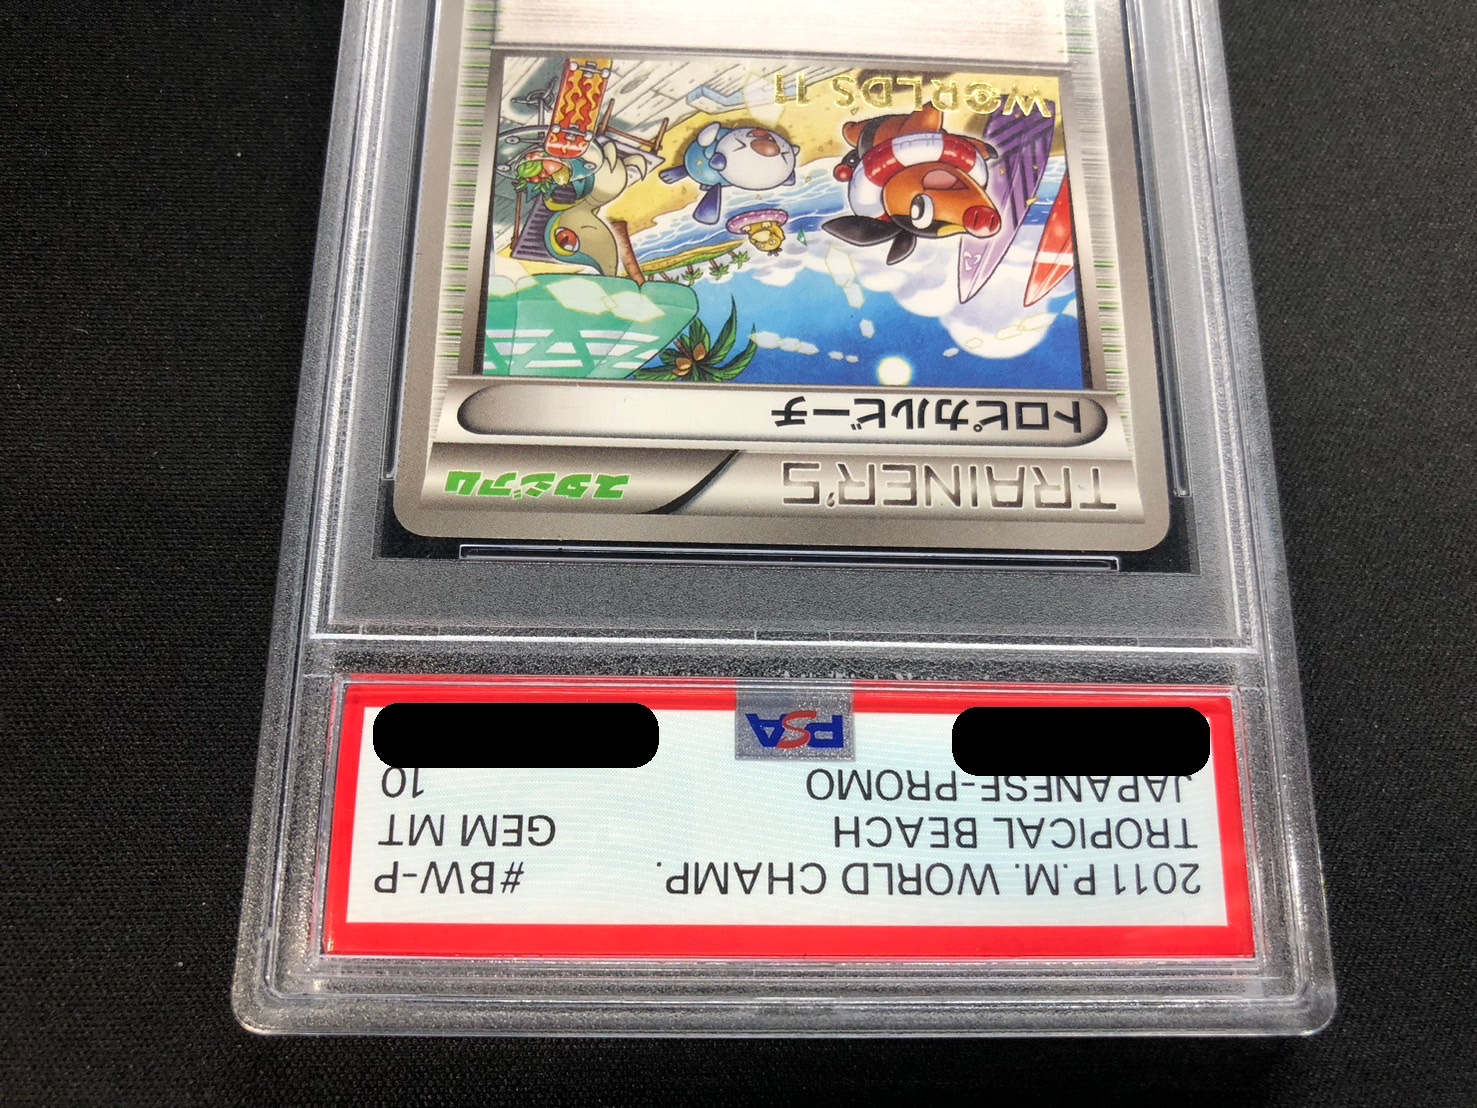 2011 P.M. WORLD CHAMP. #BW-P
TROPICAL BEACH GEM MT
JAPANESE-PROMO 10
PSA
TRAINER'S スタジアム
トロピカルビーチ
WORLDS 11